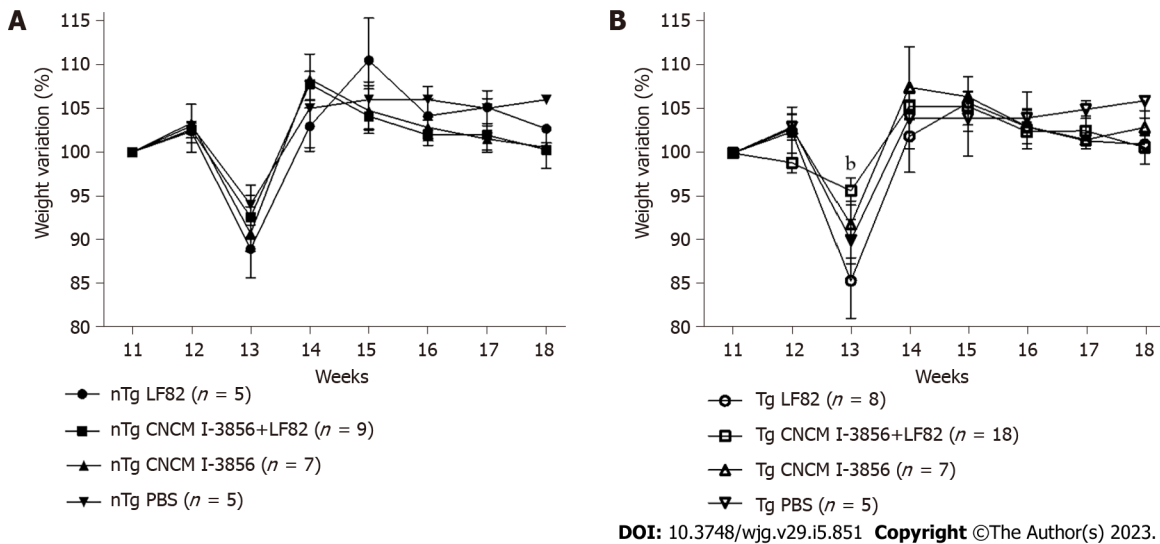 A
Weight variation (%)
115
110
105
100
95
90
85
80
11 12 13 14 15 16 17 18
Weeks
nTg LF82 (n = 5)
nTg CNCM I-3856+LF82 (n = 9)
nTg CNCM I-3856 (n = 7)
nTg PBS (n = 5)
B
Weight variation (%)
115
110
105
100
95
90
85
80
b
11 12 13 14 15 16 17 18
Weeks
Tg LF82 (n = 8)
Tg CNCM I-3856+LF82 (n = 18)
Tg CNCM I-3856 (n = 7)
Tg PBS (n = 5)
DOI: 10.3748/wjg.v29.i5.851 Copyright ©The Author(s) 2023.